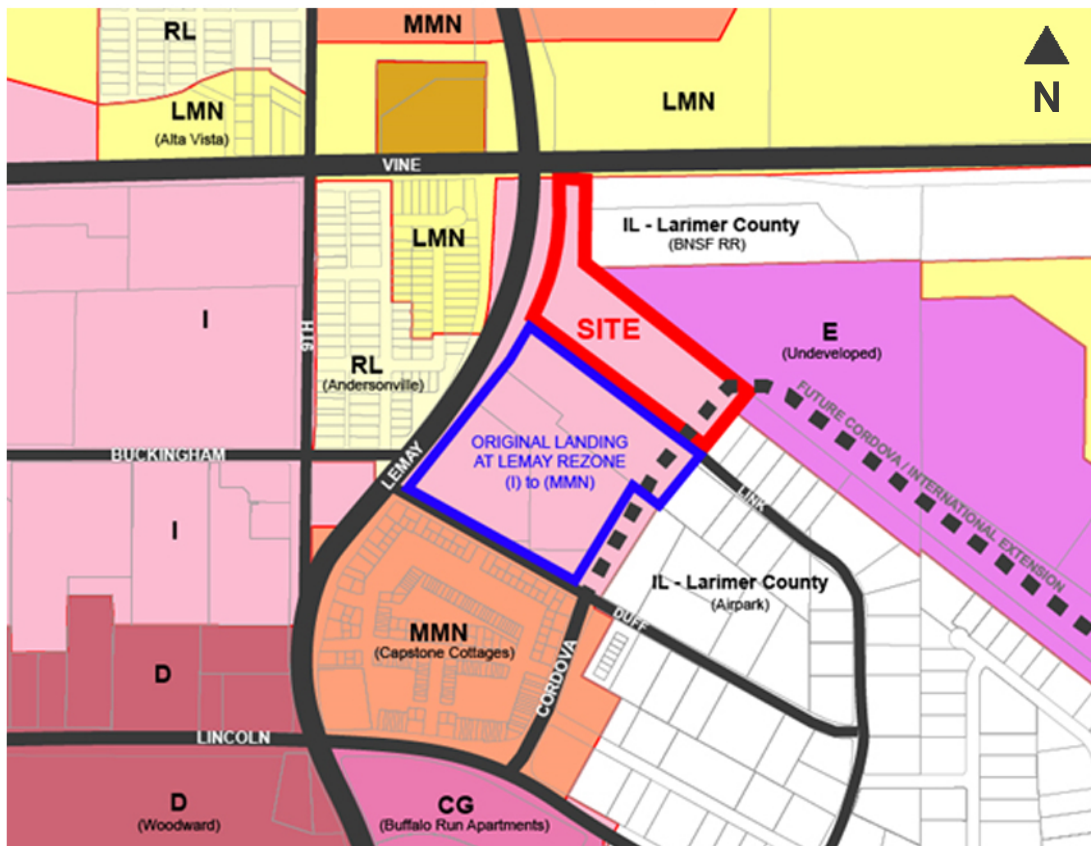 RL
MMN
N
LMN
(Alta Vista)
LMN
VINE
LMN
IL - Larimer County
(BNSF RR)
I
9TH
SITE
E
(Undeveloped)
RL
(Andersonville)
FUTURE CORDOVA / INTERNATIONAL EXTENSION
ORIGINAL LANDING
AT LEMAY REZONE
(I) to (MMN)
BUCKINGHAM
LEMAY
LINK
I
IL - Larimer County
(Airpark)
DUFF
MMN
(Capstone Cottages)
CORDOVA
D
LINCOLN
D
(Woodward)
CG
(Buffalo Run Apartments)